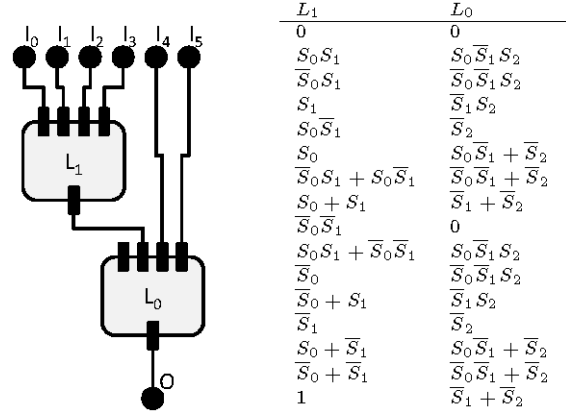 I₀ I₁ I₂ I₃ I₄ I₅
L₁
L₀
O
L₁ L₀
0 0
S₀S₁ S₀S̅₁S₂
S̅₀S₁ S̅₀S̅₁S₂
S₁ S̅₁S₂
S₀S̅₁ S̅₂
S₀ S₀S̅₁ + S̅₂
S̅₀S₁ + S₀S̅₁ S̅₀S̅₁ + S̅₂
S₀ + S₁ S̅₁ + S̅₂
S̅₀S̅₁ 0
S₀S₁ + S̅₀S̅₁ S₀S̅₁S₂
S̅₀ S̅₀S̅₁S₂
S̅₀ + S₁ S̅₁S₂
S̅₁ S̅₂
S₀ + S̅₁ S₀S̅₁ + S̅₂
S̅₀ + S̅₁ S̅₀S̅₁ + S̅₂
1 S̅₁ + S̅₂